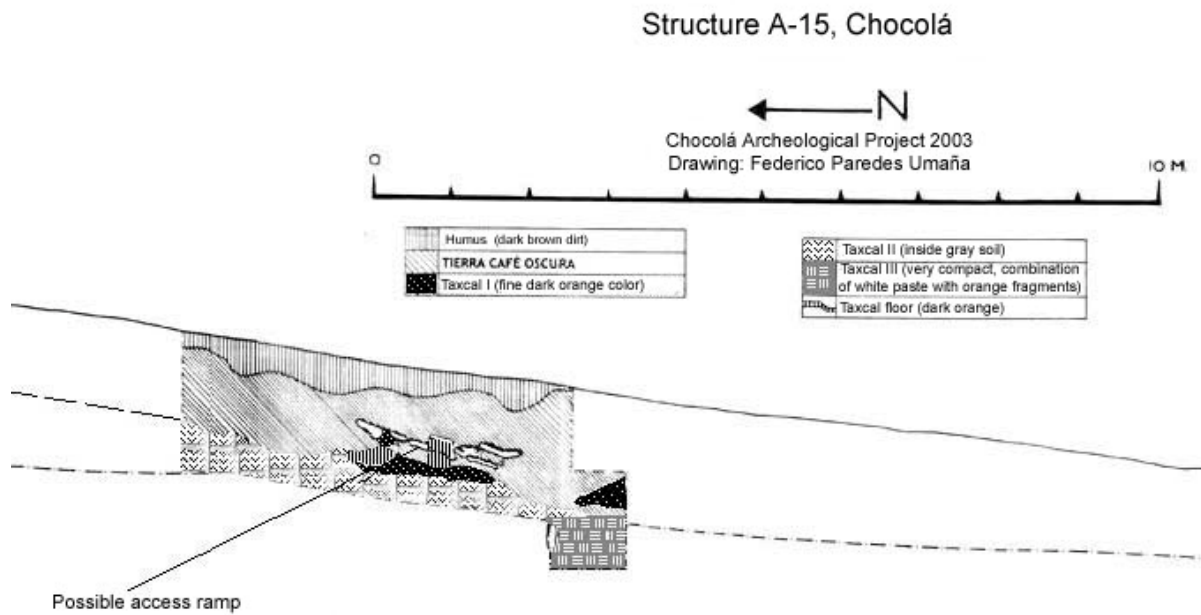 Structure A-15, Chocolá
N
Chocolá Archeological Project 2003
Drawing: Federico Paredes Umaña
0
10 M.
Humus (dark brown dirt)
TIERRA CAFÉ OSCURA
Taxcal I (fine dark orange color)
Taxcal II (inside gray soil)
Taxcal III (very compact, combination
of white paste with orange fragments)
Taxcal floor (dark orange)
Possible access ramp